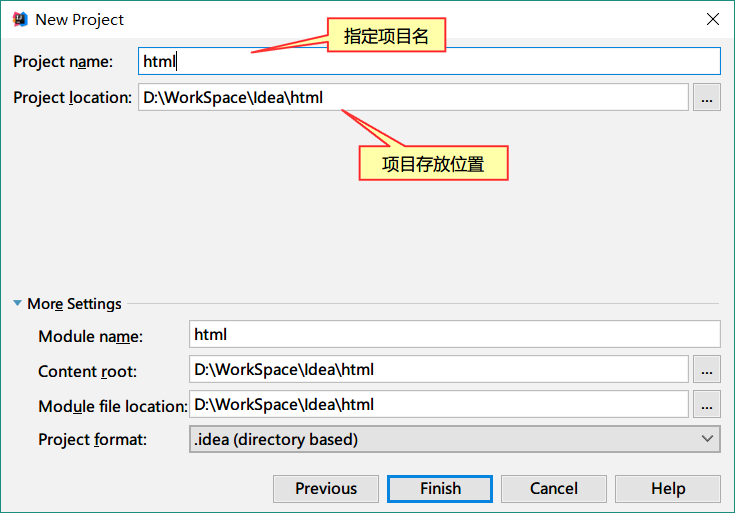 New Project
指定项目名
Project name: html
Project location: D:\WorkSpace\Idea\html ...
项目存放位置
More Settings
Module name: html
Content root: D:\WorkSpace\Idea\html ...
Module file location: D:\WorkSpace\Idea\html ...
Project format: .idea (directory based)
Previous Finish Cancel Help